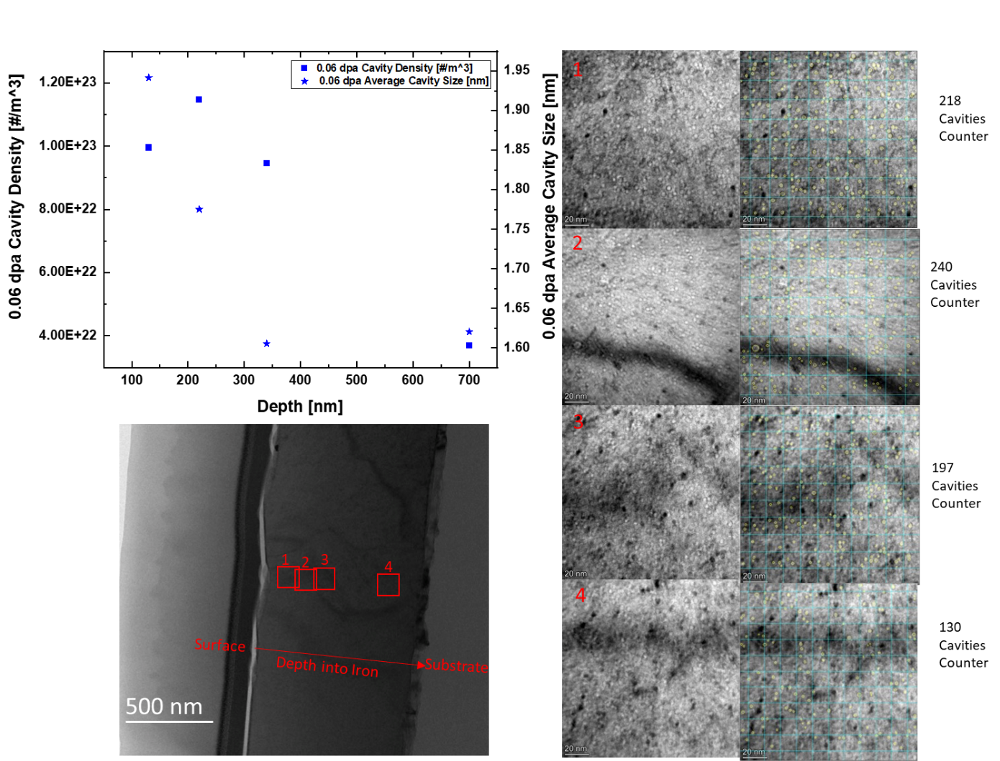 0.06 dpa Cavity Density [#/m^3]
1.20E+23
1.00E+23
8.00E+22
6.00E+22
4.00E+22
0.06 dpa Cavity Density [#/m^3]
0.06 dpa Average Cavity Size [nm]
1.95
1.90
1.85
1.80
1.75
1.70
1.65
1.60
0.06 dpa Average Cavity Size [nm]
100 200 300 400 500 600 700
Depth [nm]
1 2 3 4
Surface
Depth into Iron
Substrate
500 nm
1
20 nm
20 nm
218
Cavities
Counter
2
20 nm
20 nm
240
Cavities
Counter
3
20 nm
20 nm
197
Cavities
Counter
4
20 nm
20 nm
130
Cavities
Counter